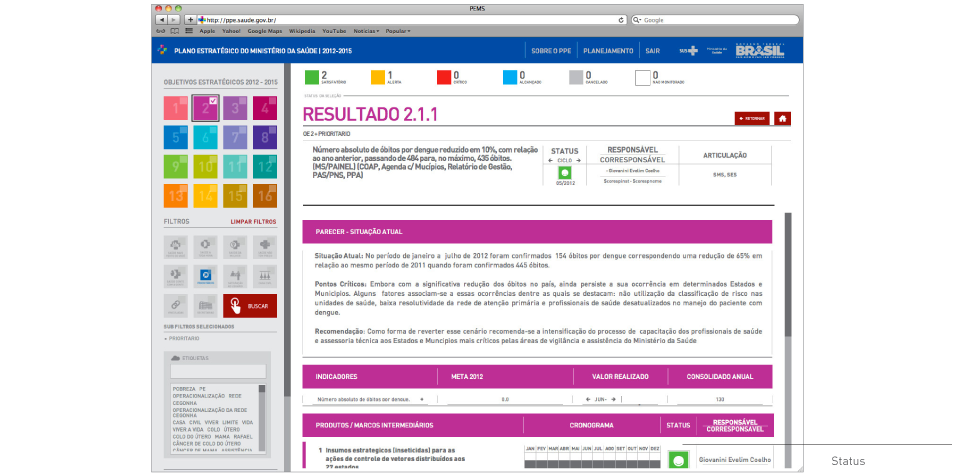 PEMS
http://ppe.saude.gov.br/
Google
Apple Yahoo! Google Maps Wikipedia YouTube Notícias Popular
PLANO ESTRATÉGICO DO MINISTÉRIO DA SAÚDE | 2012-2015
SOBRE O PPE PLANEJAMENTO SAIR
SUS
BRASIL
OBJETIVOS ESTRATÉGICOS 2012 - 2015
1 2 3 4
5 6 7 8
9 10 11 12
13 14 15 16
FILTROS LIMPAR FILTROS
BUSCAR
SUB FILTROS SELECIONADOS
+ PRIORITARIO
ETIQUETAS
POBREZA PE
OPERACIONALIZAÇÃO REDE
CEGONHA
OPERACIONALIZAÇÃO DA REDE
CEGONHA
CASA CIVIL VIVER LIMITE VIDA
VIVER A VIDA COLO ÚTERO
COLO DO ÚTERO MAMA RAFAEL
CÂNCER DE COLO DO ÚTERO
CÂNCER DE MAMA ASSISTÊNCIA
2 SATISFATÓRIO
1 ALERTA
0 CRÍTICO
0 ALCANÇADO
0 CANCELADO
0 NÃO MONITORADO
STATUS DA SELEÇÃO
RESULTADO 2.1.1
RETORNAR
OE 2 » PRIORITARIO
Número absoluto de óbitos por dengue reduzido em 10%, com relação
ao ano anterior, passando de 484 para, no máximo, 435 óbitos.
(MS/PAINEL) (COAP, Agenda c/ Mucípios, Relatório de Gestão,
PAS/PNS, PPA)
STATUS
← CICLO →
05/2012
RESPONSÁVEL
CORRESPONSÁVEL
- Giovanini Evelim Coelho
Scorespinst - Scorespnome
ARTICULAÇÃO
SMS, SES
PARECER - SITUAÇÃO ATUAL
Situação Atual: No período de janeiro a julho de 2012 foram confirmados 154 óbitos por dengue correspondendo uma redução de 65% em
relação ao mesmo período de 2011 quando foram confirmados 445 óbitos.
Pontos Críticos: Embora com a significativa redução dos óbitos no país, ainda persiste a sua ocorrência em determinados Estados e
Municípios. Alguns fatores associam-se a essas ocorrências dentre as quais se destacam: não utilização da classificação de risco nas
unidades de saúde, baixa resolutividade da rede de atenção primária e profissionais de saúde desatualizados no manejo do paciente com
dengue.
Recomendação: Como forma de reverter esse cenário recomenda-se a intensificação do processo de capacitação dos profissionais de saúde
e assessoria técnica aos Estados e Muncípios mais críticos pelas áreas de vigilância e assistência do Ministério da Saúde
INDICADORES META 2012 VALOR REALIZADO CONSOLIDADO ANUAL
Número absoluto de óbitos por dengue. + 0.0 ← JUN- → 133
PRODUTOS / MARCOS INTERMEDIÁRIOS CRONOGRAMA STATUS RESPONSÁVEL
CORRESPONSÁVEL
1 Insumos estrategicos (inseticidas) para as
ações de controle de vetores distribuídos aos
27 estados
JAN FEV MAR ABR MAI JUN JUL AGO SET OUT NOV DEZ
Giovanini Evelim Coelho
Status